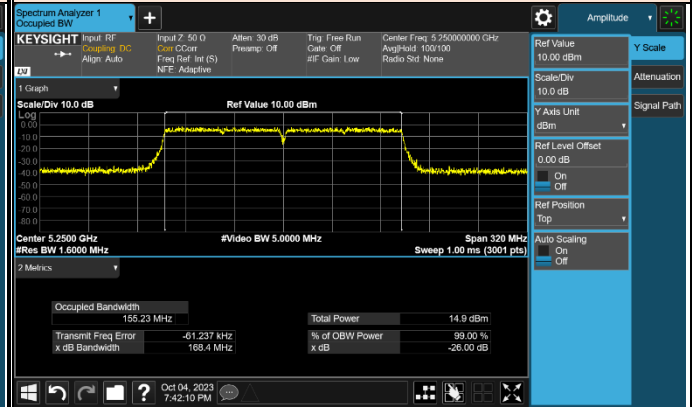 Spectrum Analyzer 1
Occupied BW
Amplitude
KEYSIGHT Input: RF Input Z: 50 Ω Atten: 30 dB Trig: Free Run Center Freq: 5.250000000 GHz
Coupling: DC Corr CCorr Preamp: Off Gate: Off Avg|Hold: 100/100
Align: Auto Freq Ref: Int (S) #IF Gain: Low Radio Std: None
NFE: Adaptive
LXI
1 Graph
Scale/Div 10.0 dB Ref Value 10.00 dBm
Log
0.00
-10.0
-20.0
-30.0
-40.0
-50.0
-60.0
-70.0
-80.0
Center 5.2500 GHz #Video BW 5.0000 MHz Span 320 MHz
#Res BW 1.6000 MHz Sweep 1.00 ms (3001 pts)
2 Metrics
Occupied Bandwidth
155.23 MHz Total Power 14.9 dBm
Transmit Freq Error -61.237 kHz % of OBW Power 99.00 %
x dB Bandwidth 168.4 MHz x dB -26.00 dB
Oct 04, 2023
7:42:10 PM
?
Ref Value
10.00 dBm
Scale/Div
10.0 dB
Y Axis Unit
dBm
Ref Level Offset
0.00 dB
On
Off
Ref Position
Top
Auto Scaling
On
Off
Y Scale
Attenuation
Signal Path